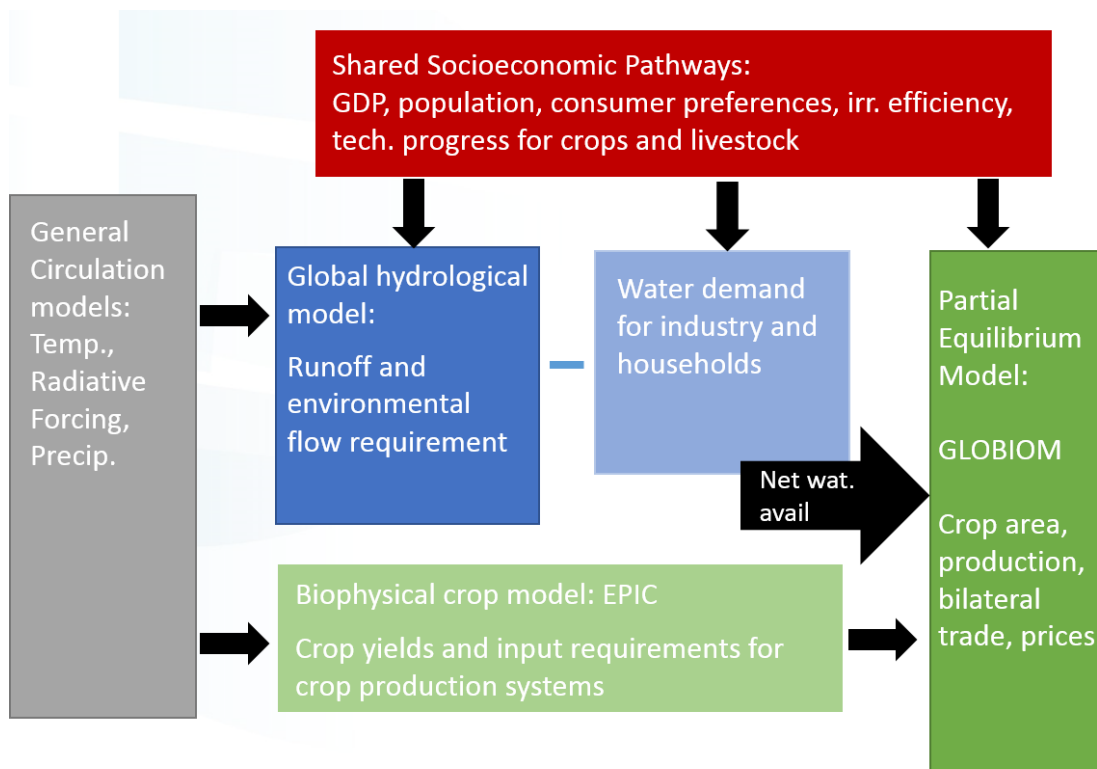 Shared Socioeconomic Pathways:
GDP, population, consumer preferences, irr. efficiency,
tech. progress for crops and livestock
General
Circulation
models:
Temp.,
Radiative
Forcing,
Precip.
Global hydrological
model:
Runoff and
environmental
flow requirement
Water demand
for industry and
households
Net wat.
avail
Partial
Equilibrium
Model:
GLOBIOM
Crop area,
production,
bilateral
trade, prices
Biophysical crop model: EPIC
Crop yields and input requirements for
crop production systems